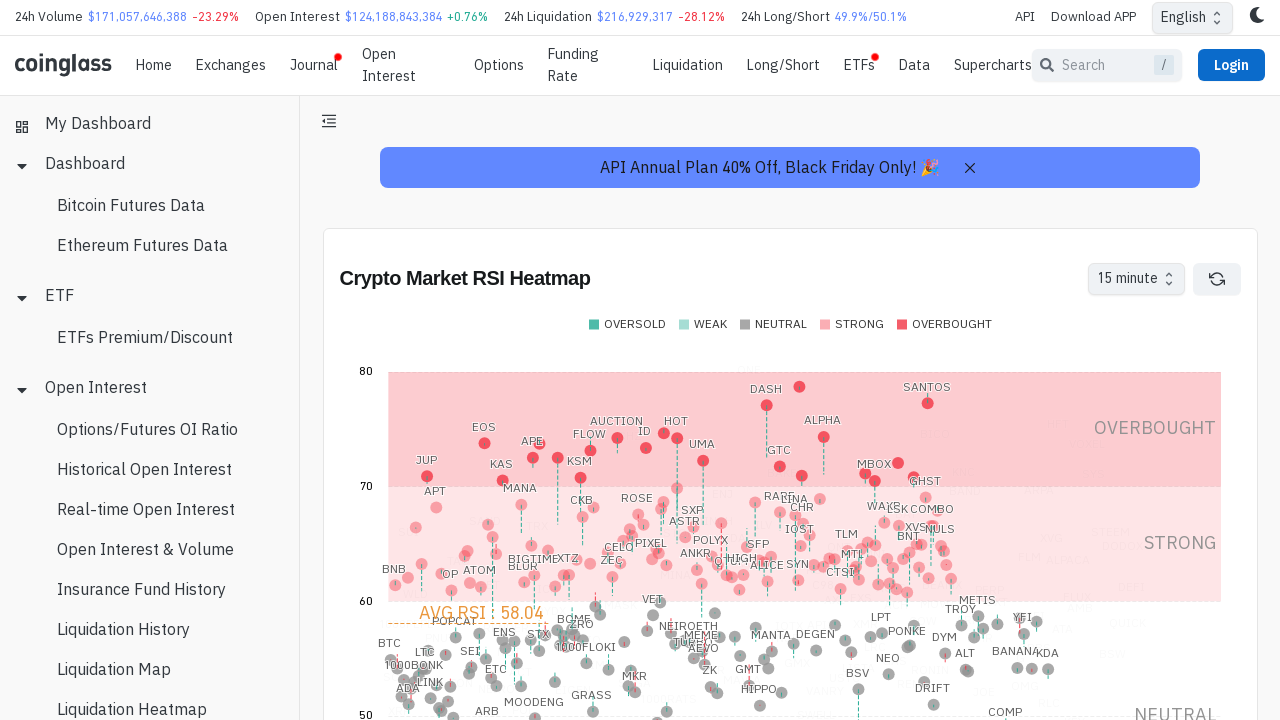 24h Volume $171,057,646,388 -23.29% Open Interest $124,188,843,384 +0.76% 24h Liquidation $216,929,317 -28.12% 24h Long/Short 49.9%/50.1% API Download APP English
coinglass Home Exchanges Journal Open Interest Options Funding Rate Liquidation Long/Short ETFs Data Supercharts Search / Login
My Dashboard
Dashboard
Bitcoin Futures Data
Ethereum Futures Data
ETF
ETFs Premium/Discount
Open Interest
Options/Futures OI Ratio
Historical Open Interest
Real-time Open Interest
Open Interest & Volume
Insurance Fund History
Liquidation History
Liquidation Map
Liquidation Heatmap
API Annual Plan 40% Off, Black Friday Only! 🎉
Crypto Market RSI Heatmap
15 minute
OVERSOLD WEAK NEUTRAL STRONG OVERBOUGHT
80
DASH SANTOS
EOS FLOW AUCTION ID HOT ALPHA OVERBOUGHT
APE UMA
JUP KAS KSM GTC MBOX GHST
70
APT MANA CKB ROSE SXP LINA CHR LSK COMBO
ASTR IOST TLM XVS NULS
BNT STRONG
PIXEL POLYX SFP
CELO ANKR HIGH MTL
BNB OP ATOM BIGTIME XTZ ZEC ALICE SYN CTSI
BLUR
60
VET METIS
AVG RSI 58.04 TROY
POPCAT BOME LPT YFI
BTC ENS STX ZRO NEIROETH MEME MANTA DEGEN PONKE DYM
LTC SEI 1000FLOKI AEVO NEO ALT BANANA KDA
1000BONK ETC MKR ZK GMT BSV
ADA LINK HIPPO DRIFT
ARB MOODENG GRASS COMP
50 NEUTRAL